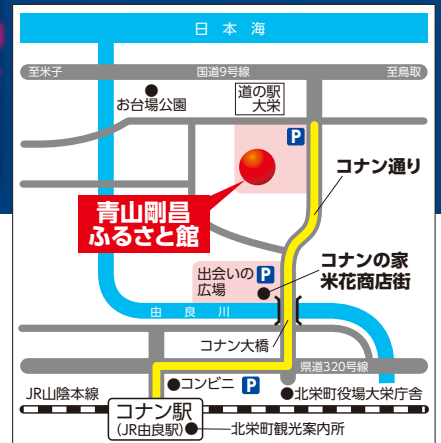 日本海
至米子
国道9号線
至鳥取
お台場公園
道の駅
大栄
P
コナン通り
青山剛昌
ふるさと館
出会いの
広場
P
コナンの家
米花商店街
由良川
コナン大橋
県道320号線
コンビニ
P
北栄町役場大栄庁舎
JR山陰本線
コナン駅
(JR由良駅)
北栄町観光案内所